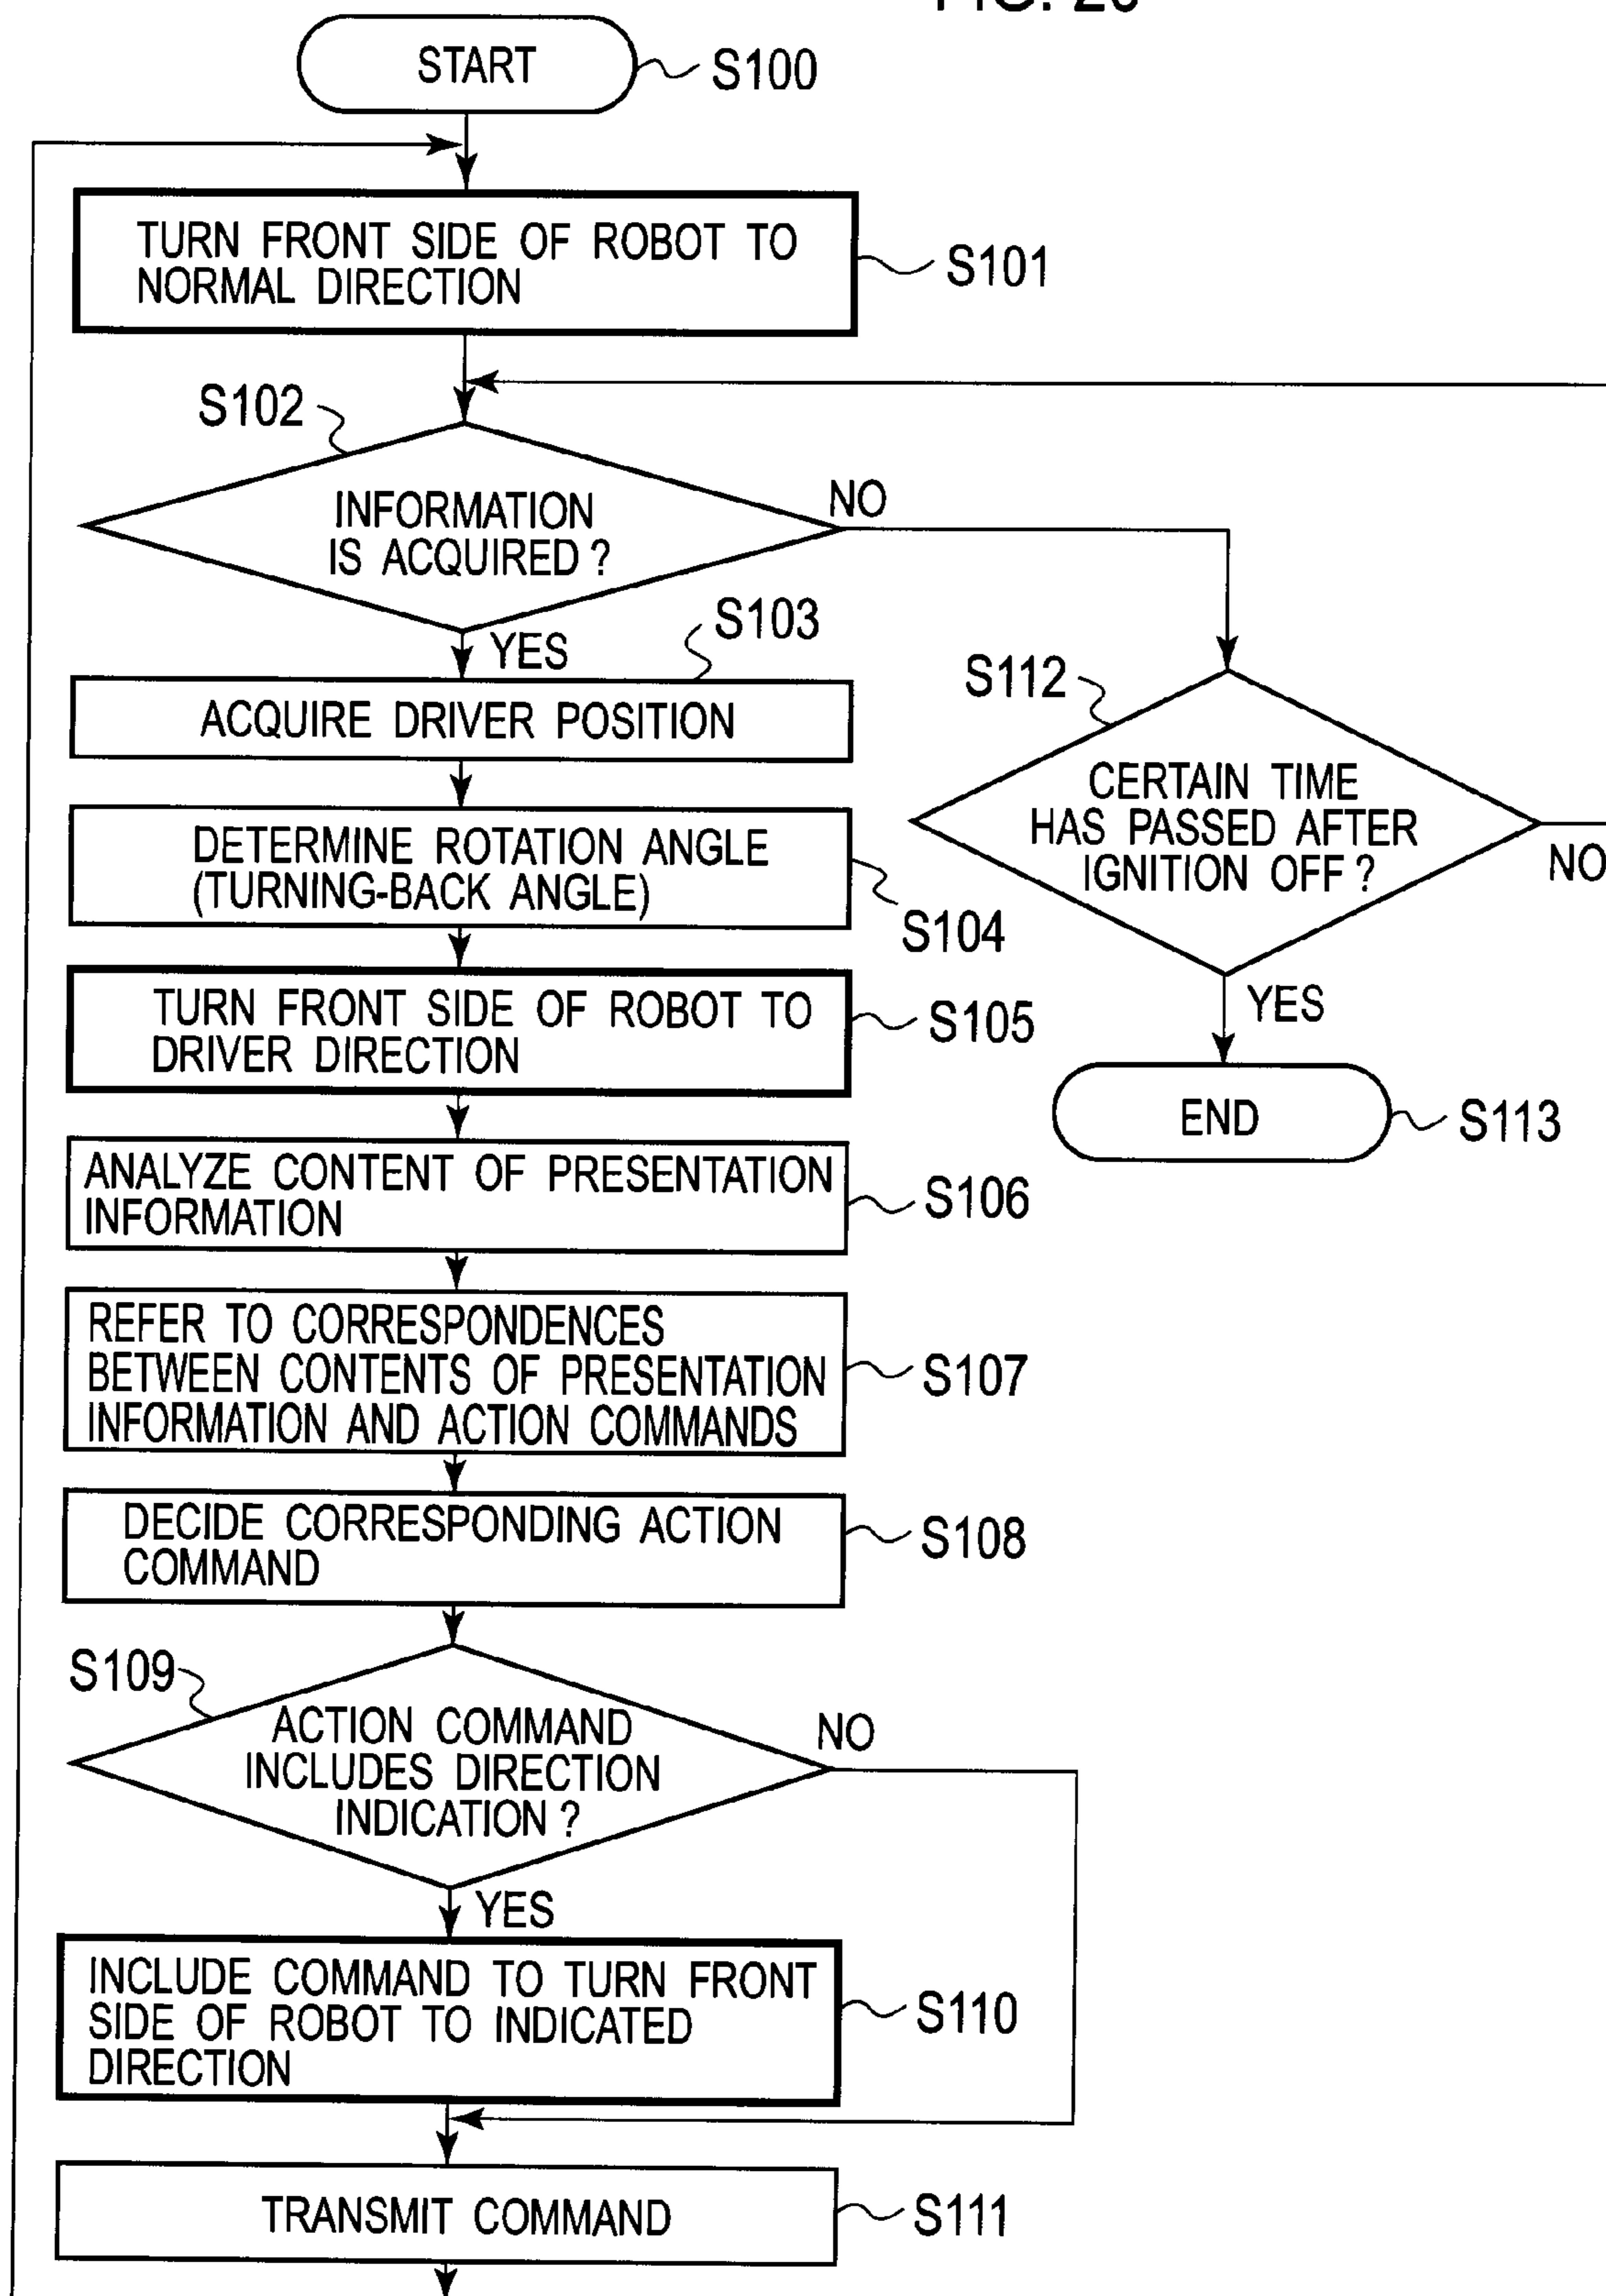 START
S100
TURN FRONT SIDE OF ROBOT TO
NORMAL DIRECTION
S101
S102
INFORMATION
IS ACQUIRED ?
NO
YES
S103
ACQUIRE DRIVER POSITION
DETERMINE ROTATION ANGLE
(TURNING-BACK ANGLE)
S104
TURN FRONT SIDE OF ROBOT TO
DRIVER DIRECTION
S105
ANALYZE CONTENT OF PRESENTATION
INFORMATION
S106
REFER TO CORRESPONDENCES
BETWEEN CONTENTS OF PRESENTATION
INFORMATION AND ACTION COMMANDS
S107
DECIDE CORRESPONDING ACTION
COMMAND
S108
S109
ACTION COMMAND
INCLUDES DIRECTION
INDICATION ?
NO
YES
INCLUDE COMMAND TO TURN FRONT
SIDE OF ROBOT TO INDICATED
DIRECTION
S110
TRANSMIT COMMAND
S111
S112
CERTAIN TIME
HAS PASSED AFTER
IGNITION OFF ?
NO
YES
END
S113